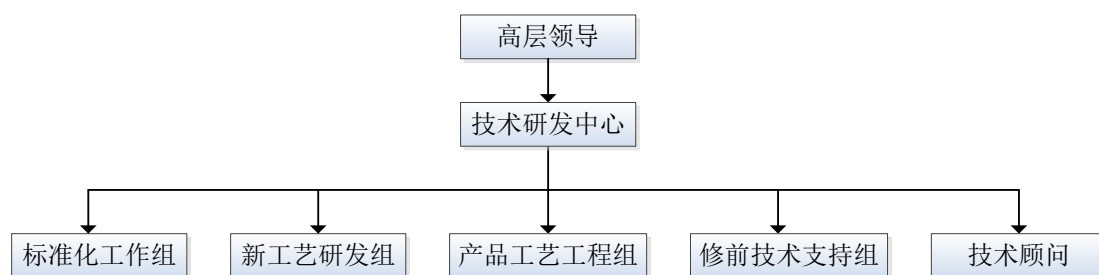 高层领导
技术研发中心
标准化工作组
新工艺研发组
产品工艺工程组
修前技术支持组
技术顾问